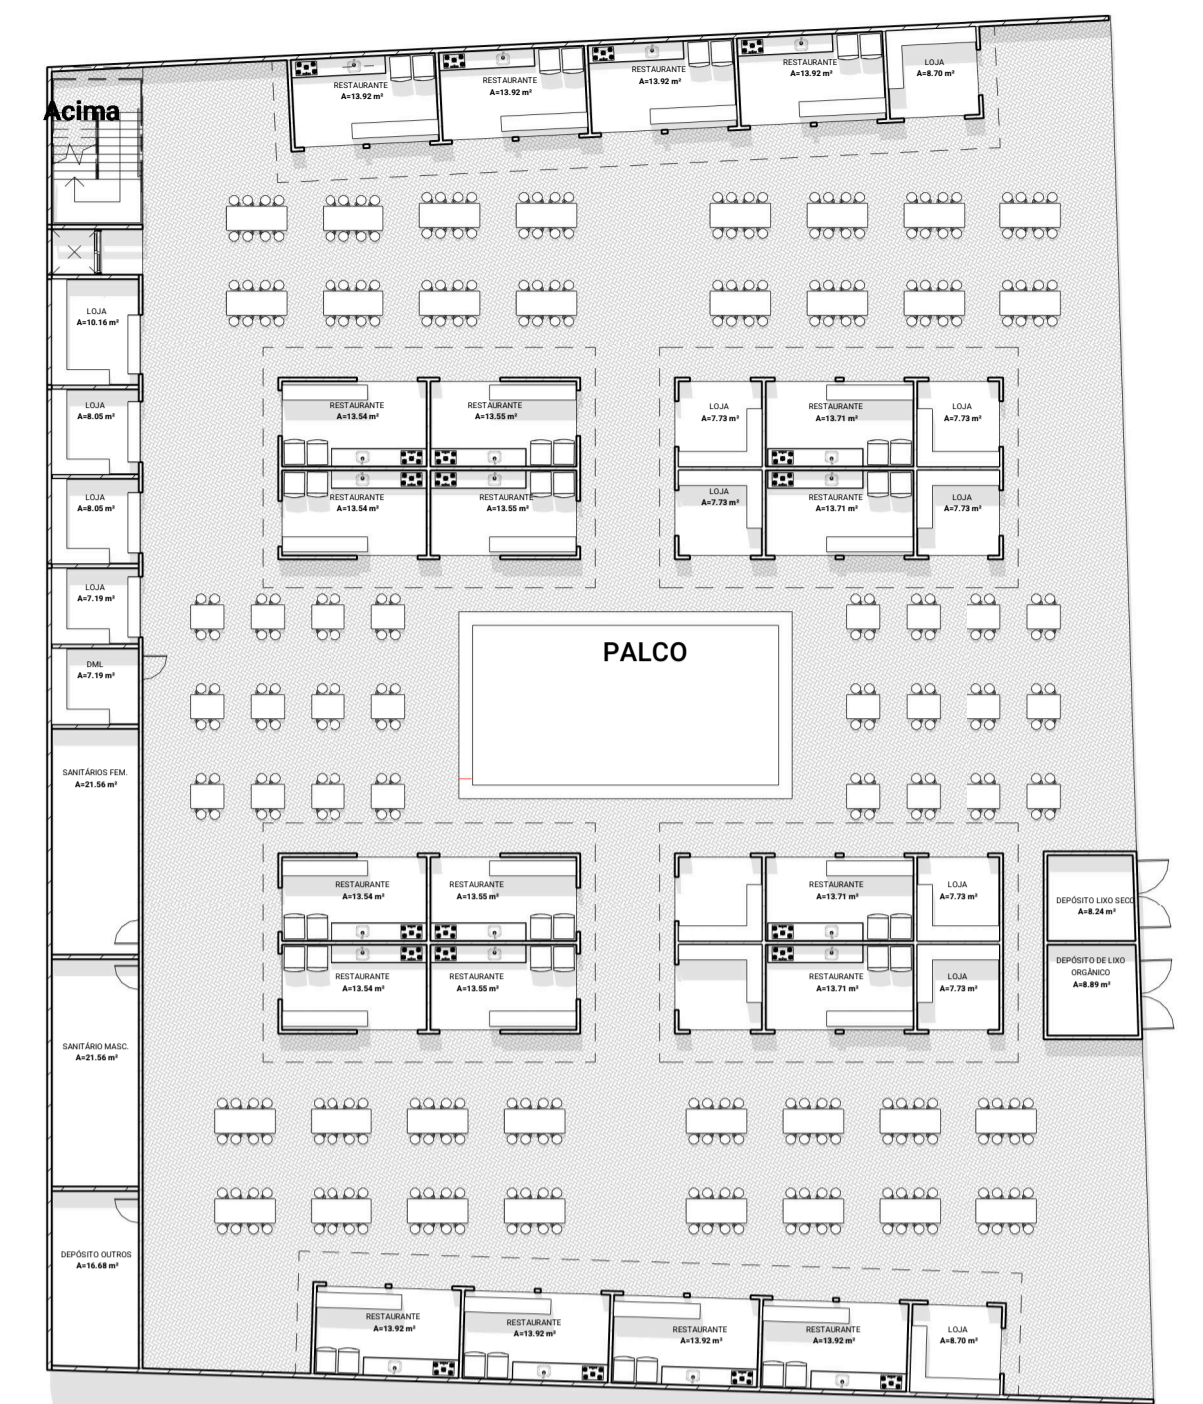 Acima
RESTAURANTE
A=13.92 m²
RESTAURANTE
A=13.92 m²
RESTAURANTE
A=13.92 m²
RESTAURANTE
A=13.92 m²
LOJA
A=8.70 m²
LOJA
A=10.16 m²
LOJA
A=8.05 m²
RESTAURANTE
A=13.54 m²
RESTAURANTE
A=13.55 m²
LOJA
A=7.73 m²
RESTAURANTE
A=13.71 m²
LOJA
A=7.73 m²
LOJA
A=8.05 m²
RESTAURANTE
A=13.54 m²
RESTAURANTE
A=13.55 m²
LOJA
A=7.73 m²
RESTAURANTE
A=13.71 m²
LOJA
A=7.73 m²
LOJA
A=7.19 m²
DML
A=7.19 m²
PALCO
SANITÁRIOS FEM.
A=21.56 m²
RESTAURANTE
A=13.54 m²
RESTAURANTE
A=13.55 m²
RESTAURANTE
A=13.71 m²
LOJA
A=7.73 m²
DEPÓSITO LIXO SECO
A=8.24 m²
RESTAURANTE
A=13.54 m²
RESTAURANTE
A=13.55 m²
RESTAURANTE
A=13.71 m²
LOJA
A=7.73 m²
DEPÓSITO DE LIXO
ORGÂNICO
A=8.89 m²
SANITÁRIO MASC.
A=21.56 m²
DEPÓSITO OUTROS
A=16.68 m²
RESTAURANTE
A=13.92 m²
RESTAURANTE
A=13.92 m²
RESTAURANTE
A=13.92 m²
RESTAURANTE
A=13.92 m²
LOJA
A=8.70 m²